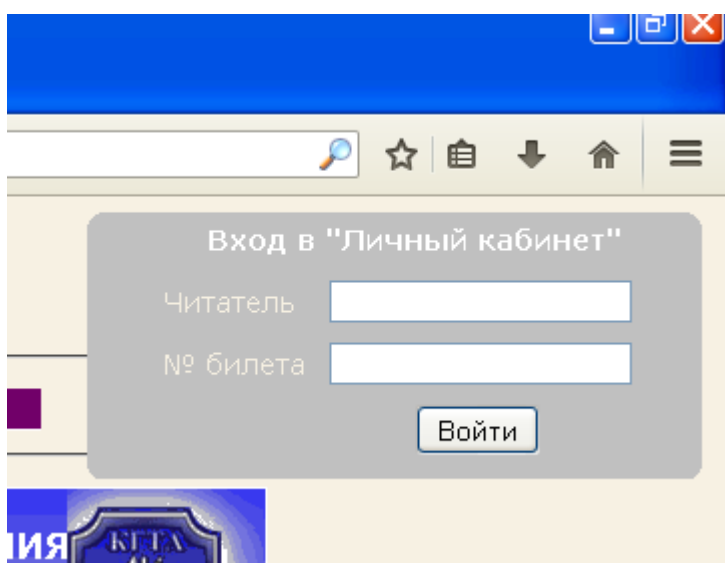 Вход в "Личный кабинет"
Читатель
№ билета
Войти
ИЯ
КГТА